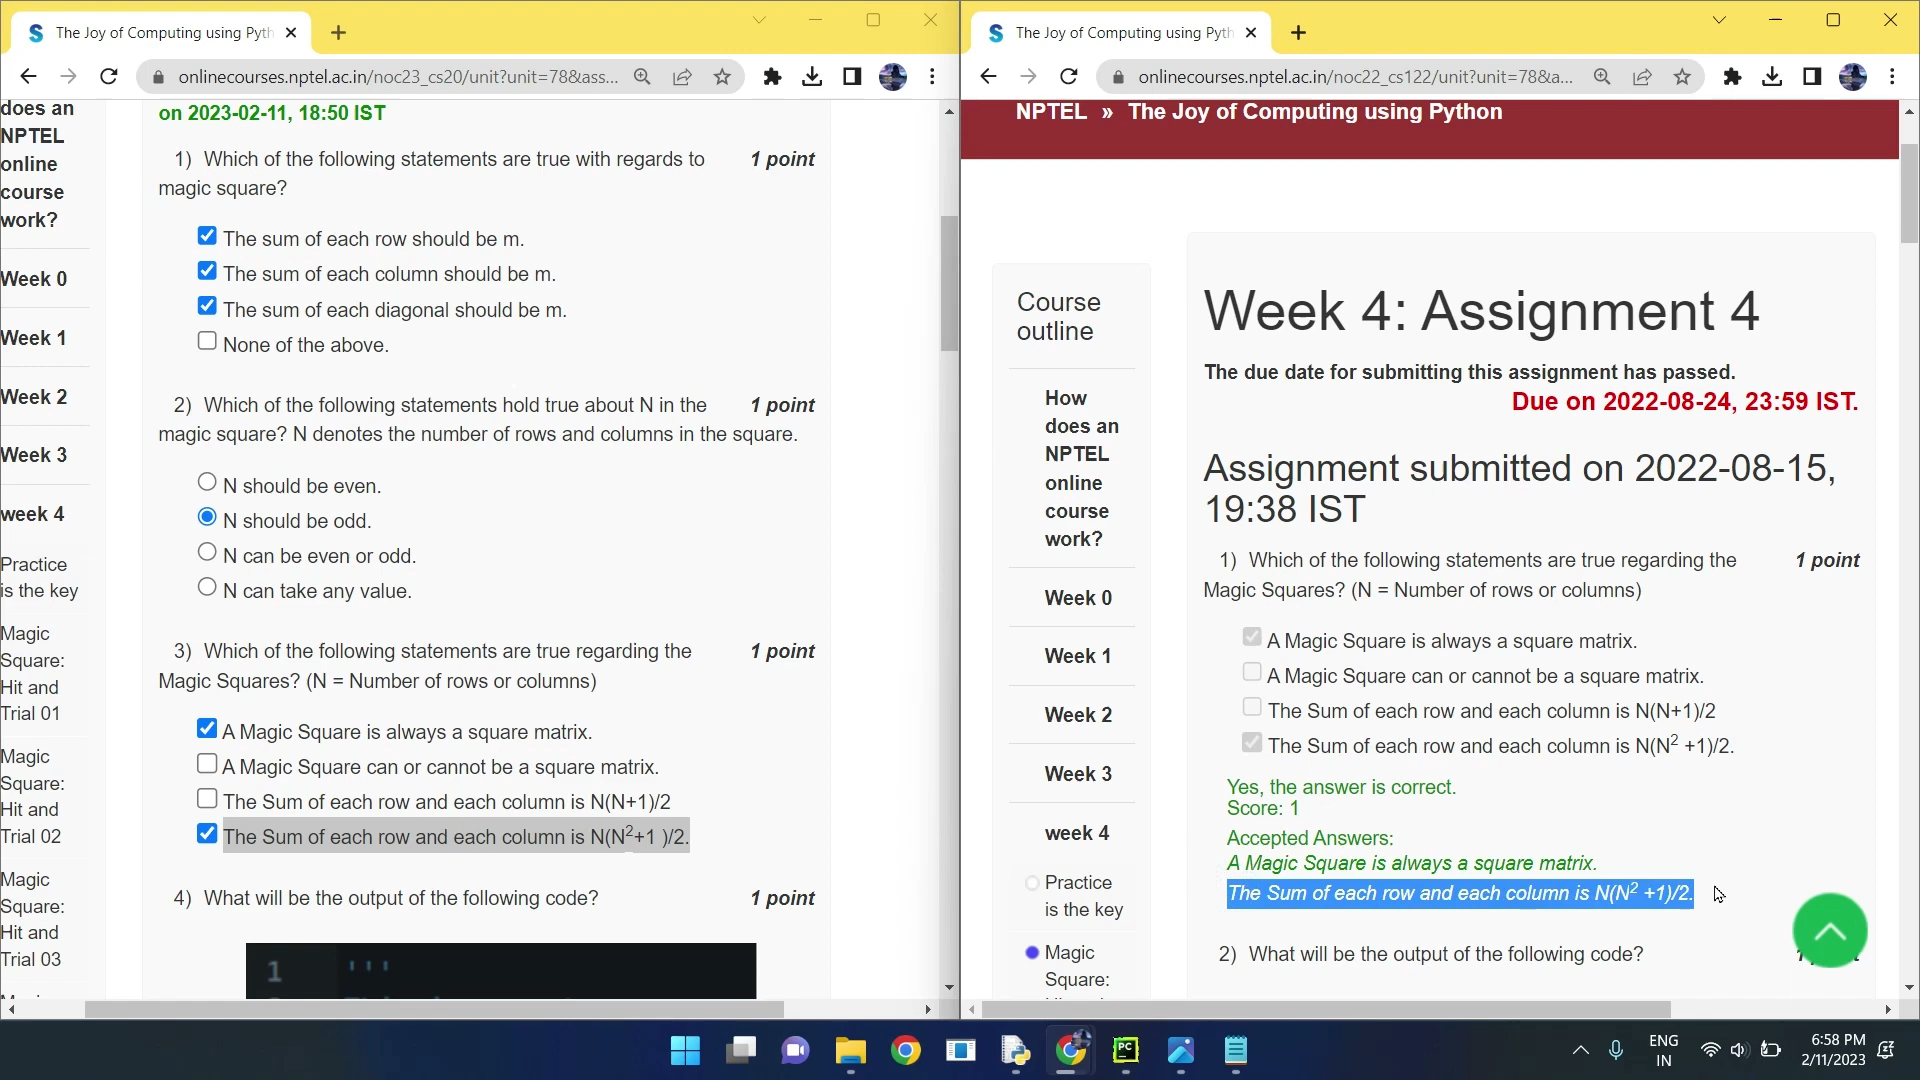 The Joy of Computing using Pyth
onlinecourses.nptel.ac.in/noc23_cs20/unit?unit=78&ass...
does an
NPTEL
online
course
work?
Week 0
Week 1
Week 2
Week 3
week 4
Practice
is the key
Magic
Square:
Hit and
Trial 01
Magic
Square:
Hit and
Trial 02
Magic
Square:
Hit and
Trial 03
on 2023-02-11, 18:50 IST
1) Which of the following statements are true with regards to 1 point
magic square?
The sum of each row should be m.
The sum of each column should be m.
The sum of each diagonal should be m.
None of the above.
2) Which of the following statements hold true about N in the 1 point
magic square? N denotes the number of rows and columns in the square.
N should be even.
N should be odd.
N can be even or odd.
N can take any value.
3) Which of the following statements are true regarding the 1 point
Magic Squares? (N = Number of rows or columns)
A Magic Square is always a square matrix.
A Magic Square can or cannot be a square matrix.
The Sum of each row and each column is N(N+1)/2
The Sum of each row and each column is N(N²+1 )/2.
4) What will be the output of the following code? 1 point
1 '''
The Joy of Computing using Pyth
onlinecourses.nptel.ac.in/noc22_cs122/unit?unit=78&a...
NPTEL » The Joy of Computing using Python
Course
outline
How
does an
NPTEL
online
course
work?
Week 0
Week 1
Week 2
Week 3
week 4
Practice
is the key
Magic
Square:
Week 4: Assignment 4
The due date for submitting this assignment has passed.
Due on 2022-08-24, 23:59 IST.
Assignment submitted on 2022-08-15,
19:38 IST
1) Which of the following statements are true regarding the 1 point
Magic Squares? (N = Number of rows or columns)
A Magic Square is always a square matrix.
A Magic Square can or cannot be a square matrix.
The Sum of each row and each column is N(N+1)/2
The Sum of each row and each column is N(N² +1)/2.
Yes, the answer is correct.
Score: 1
Accepted Answers:
A Magic Square is always a square matrix.
The Sum of each row and each column is N(N² +1)/2.
2) What will be the output of the following code?
PC
ENG
IN
6:58 PM
2/11/2023